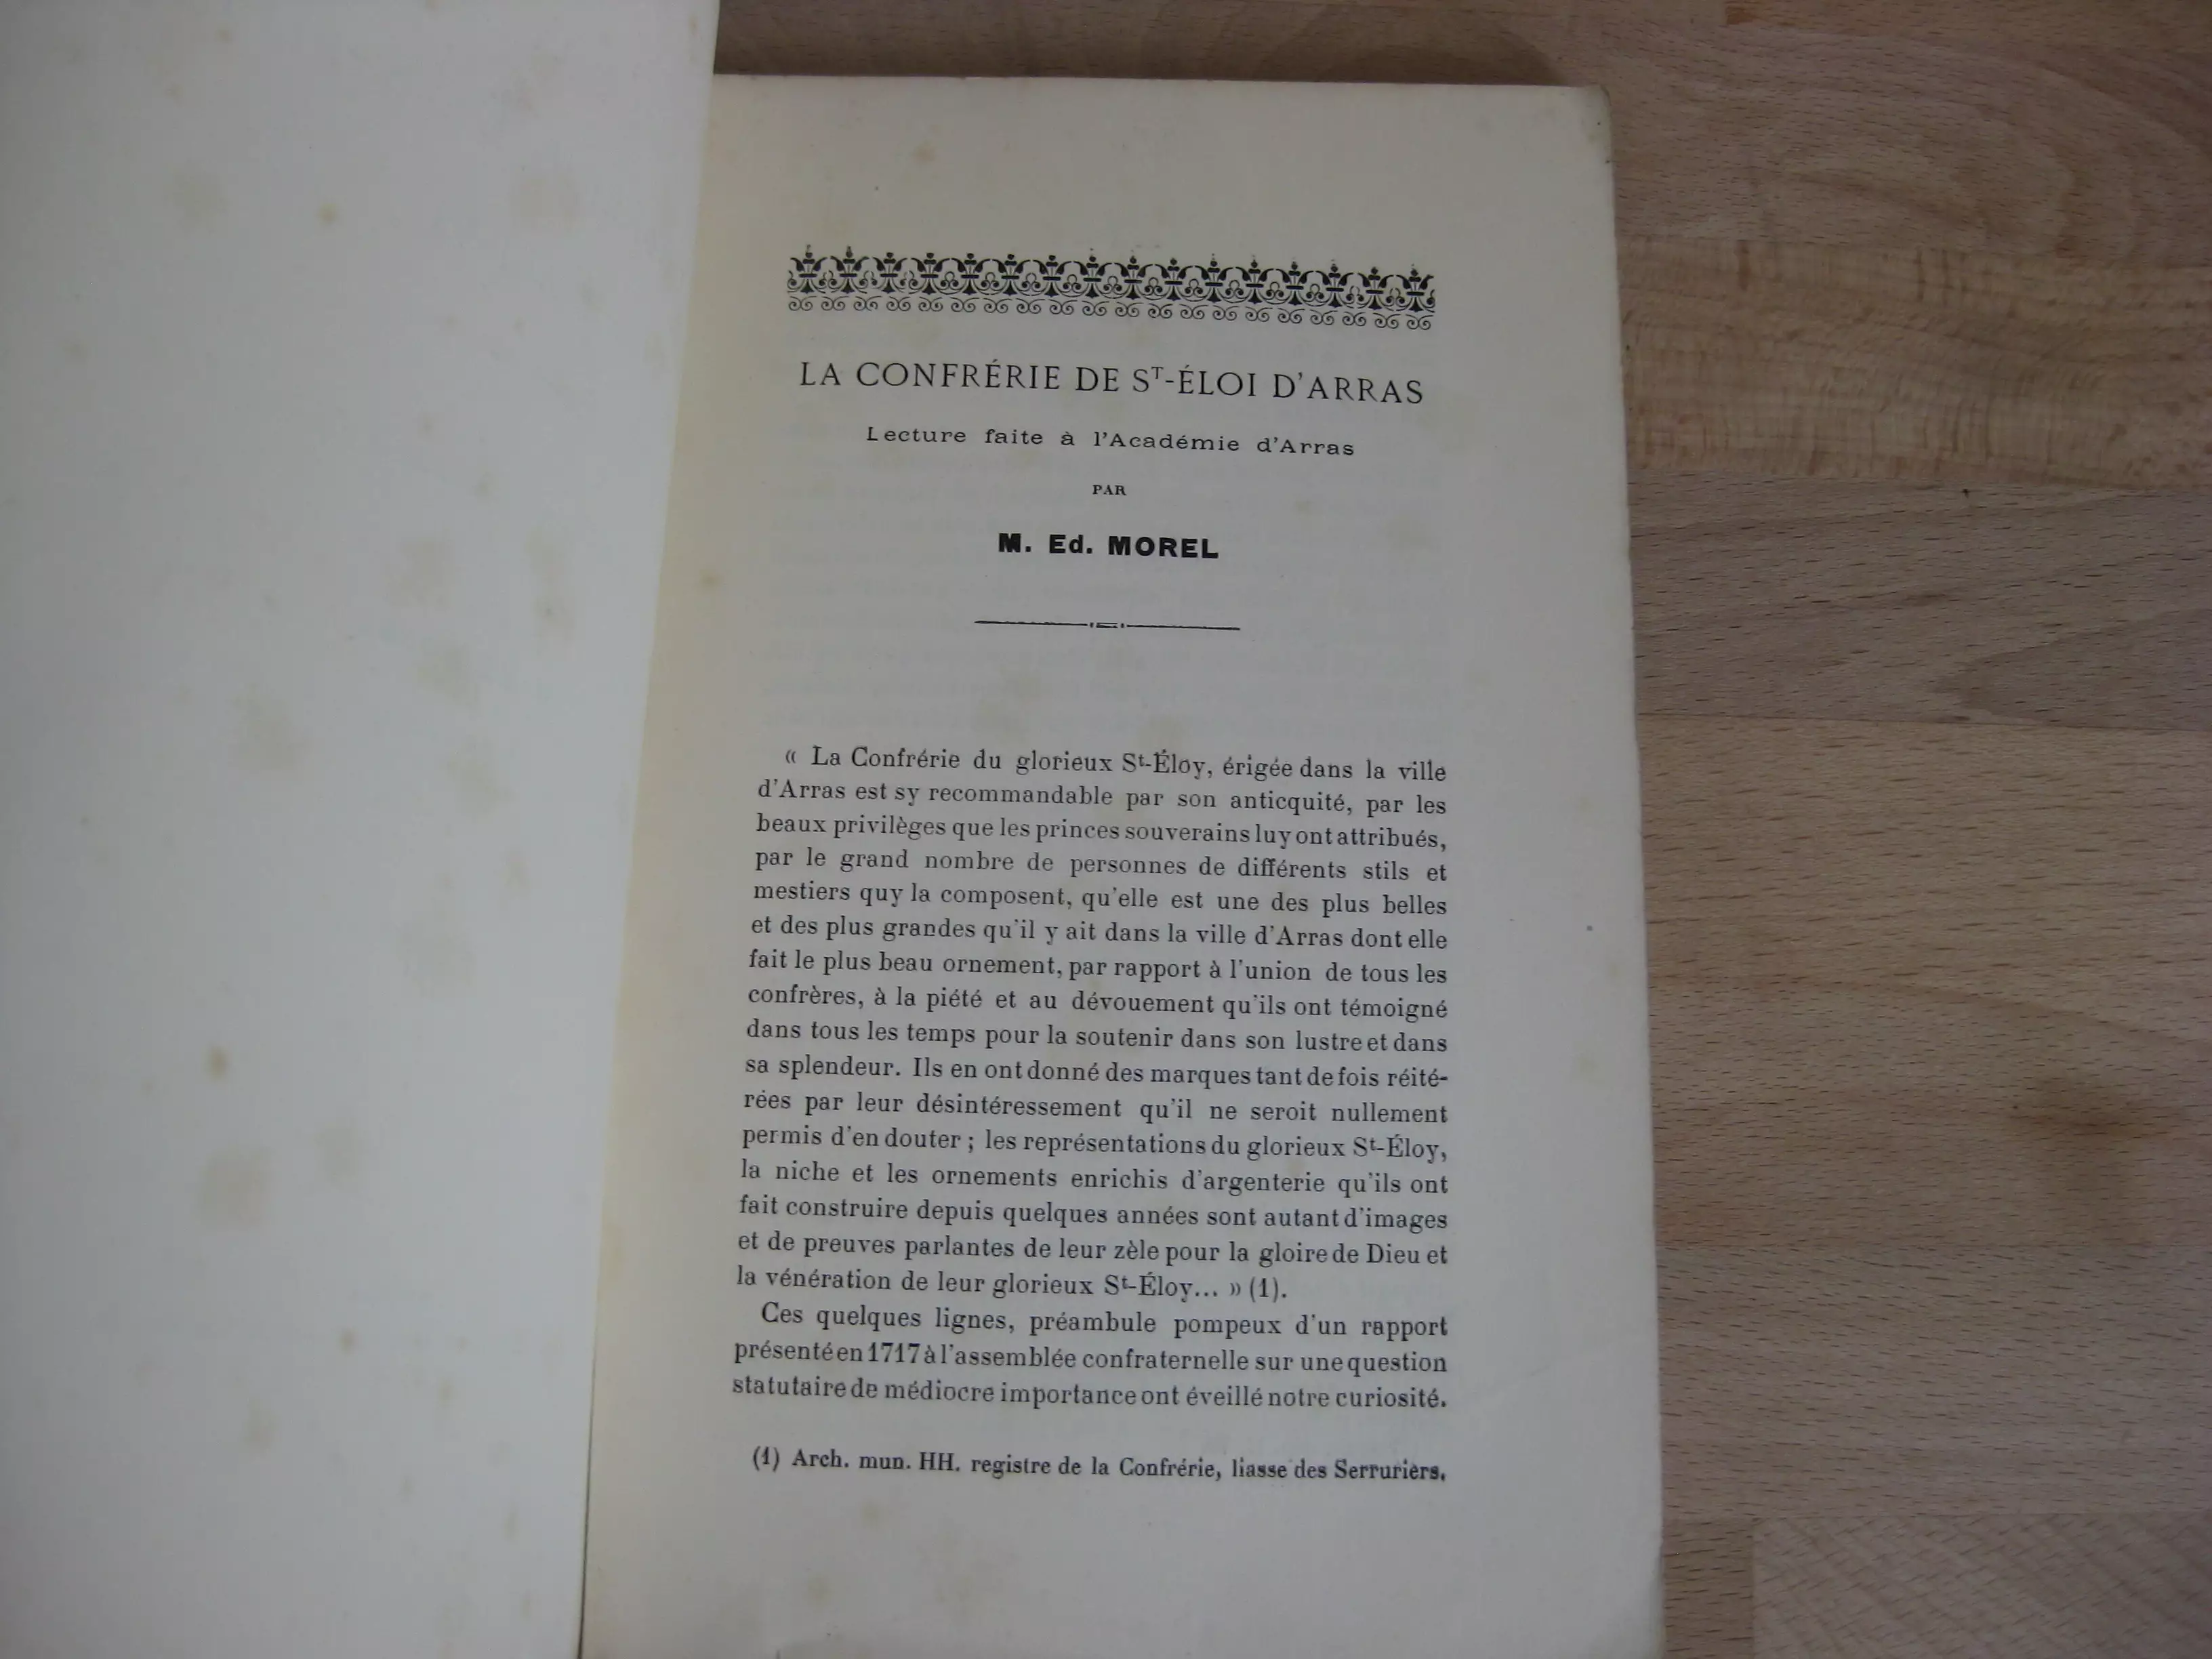 LA CONFRÉRIE DE ST-ÉLOI D'ARRAS
Lecture faite à l'Académie d'Arras
PAR
M. Ed. MOREL
« La Confrérie du glorieux St-Éloy, érigée dans la ville
d'Arras est sy recommandable par son anticquité, par les
beaux privilèges que les princes souverains luy ont attribués,
par le grand nombre de personnes de différents stils et
mestiers quy la composent, qu'elle est une des plus belles
et des plus grandes qu'il y ait dans la ville d'Arras dont elle
fait le plus beau ornement, par rapport à l'union de tous les
confrères, à la piété et au dévouement qu'ils ont témoigné
dans tous les temps pour la soutenir dans son lustre et dans
sa splendeur. Ils en ont donné des marques tant de fois réité-
rées par leur désintéressement qu'il ne seroit nullement
permis d'en douter ; les représentations du glorieux St-Éloy,
la niche et les ornements enrichis d'argenterie qu'ils ont
fait construire depuis quelques années sont autant d'images
et de preuves parlantes de leur zèle pour la gloire de Dieu et
la vénération de leur glorieux St-Éloy... » (1).
Ces quelques lignes, préambule pompeux d'un rapport
présenté en 1717 à l'assemblée confraternelle sur une question
statutaire de médiocre importance ont éveillé notre curiosité.
(1) Arch. mun. HH. registre de la Confrérie, liasse des Serruriers.